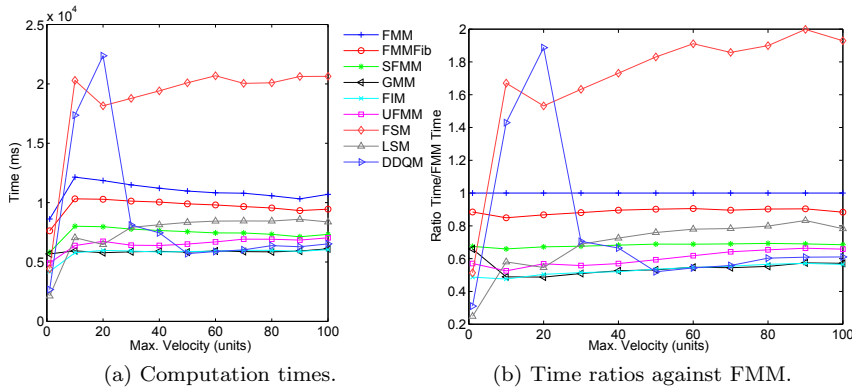 2.5
x 10⁴
2
1.5
1
0.5
0
Time (ms)
0
20
40
60
80
100
Max. Velocity (units)
FMM
FMMFib
SFMM
GMM
FIM
UFMM
FSM
LSM
DDQM
2
1.8
1.6
1.4
1.2
1
0.8
0.6
0.4
0.2
Ratio Time/FMM Time
0
20
40
60
80
100
Max. Velocity (units)
(a) Computation times.
(b) Time ratios against FMM.